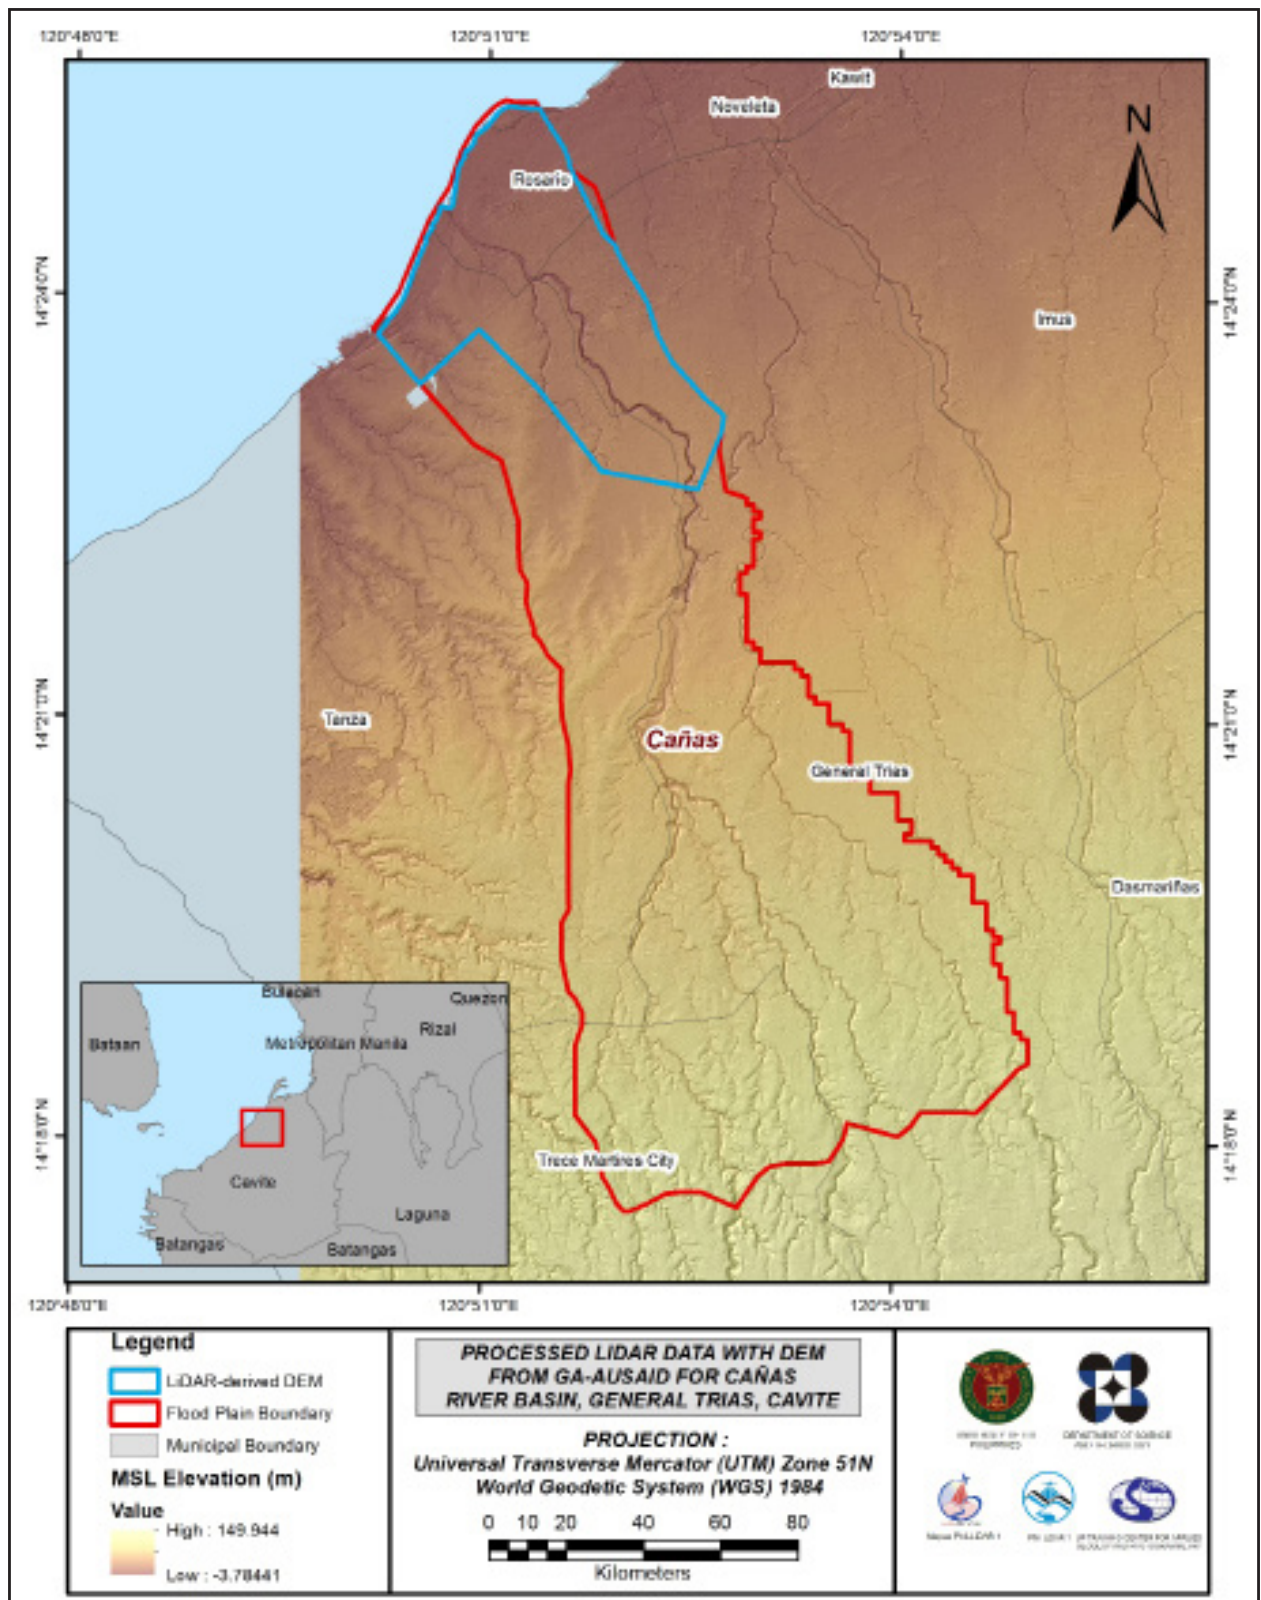 120°48'0"E
120°51'0"E
120°54'0"E
Kawit
Noveleta
N
Rosario
14°24'0"N
14°24'0"N
Imus
Tanza
14°21'0"N
14°21'0"N
Cañas
General Trias
Dasmariñas
Bulacan
Quezon
Bataan
Rizal
Metropolitan Manila
14°18'0"N
14°18'0"N
Trece Martires City
Cavite
Laguna
Batangas
Batangas
120°48'0"E
120°51'0"E
120°54'0"E
Legend
LiDAR-derived DEM
Flood Plain Boundary
Municipal Boundary
MSL Elevation (m)
Value
High : 149.944
Low : -3.78441
PROCESSED LIDAR DATA WITH DEM
FROM GA-AUSAID FOR CAÑAS
RIVER BASIN, GENERAL TRIAS, CAVITE
PROJECTION :
Universal Transverse Mercator (UTM) Zone 51N
World Geodetic System (WGS) 1984
0 10 20 40 60 80
Kilometers
PHILIPPINES
DEPARTMENT OF SCIENCE